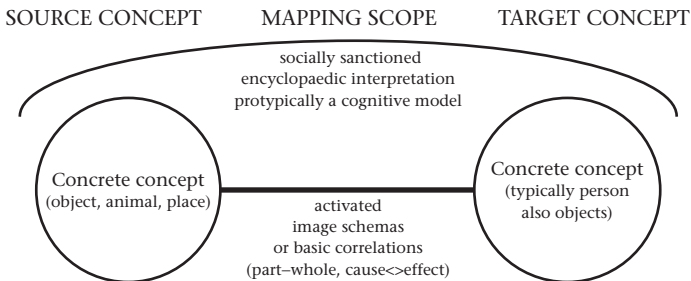 SOURCE CONCEPT MAPPING SCOPE TARGET CONCEPT
socially sanctioned
encyclopaedic interpretation
protypically a cognitive model
Concrete concept
(object, animal, place)
activated
image schemas
or basic correlations
(part–whole, cause<>effect)
Concrete concept
(typically person
also objects)